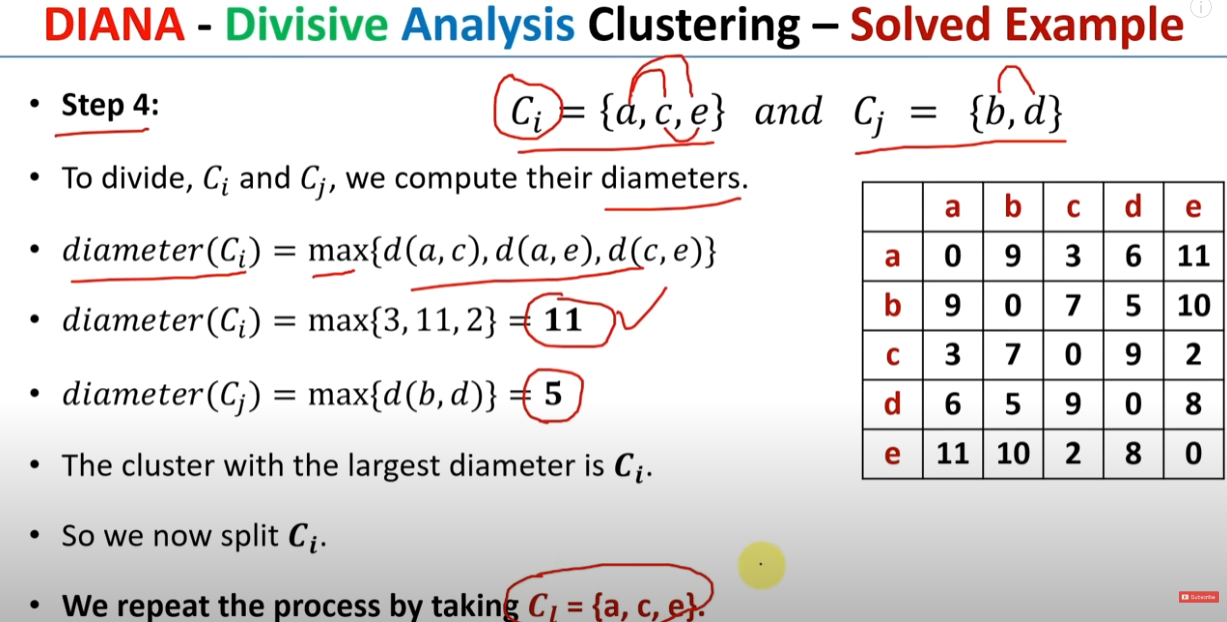 DIANA - Divisive Analysis Clustering – Solved Example
• Step 4:
C_i = {a, c, e} and C_j = {b, d}
• To divide, C_i and C_j, we compute their diameters.
• diameter(C_i) = max{d(a, c), d(a, e), d(c, e)}
• diameter(C_i) = max{3, 11, 2} = 11
• diameter(C_j) = max{d(b, d)} = 5
• The cluster with the largest diameter is C_i.
• So we now split C_i.
• We repeat the process by taking C_l = {a, c, e}.
a b c d e
a 0 9 3 6 11
b 9 0 7 5 10
c 3 7 0 9 2
d 6 5 9 0 8
e 11 10 2 8 0
Subscribe